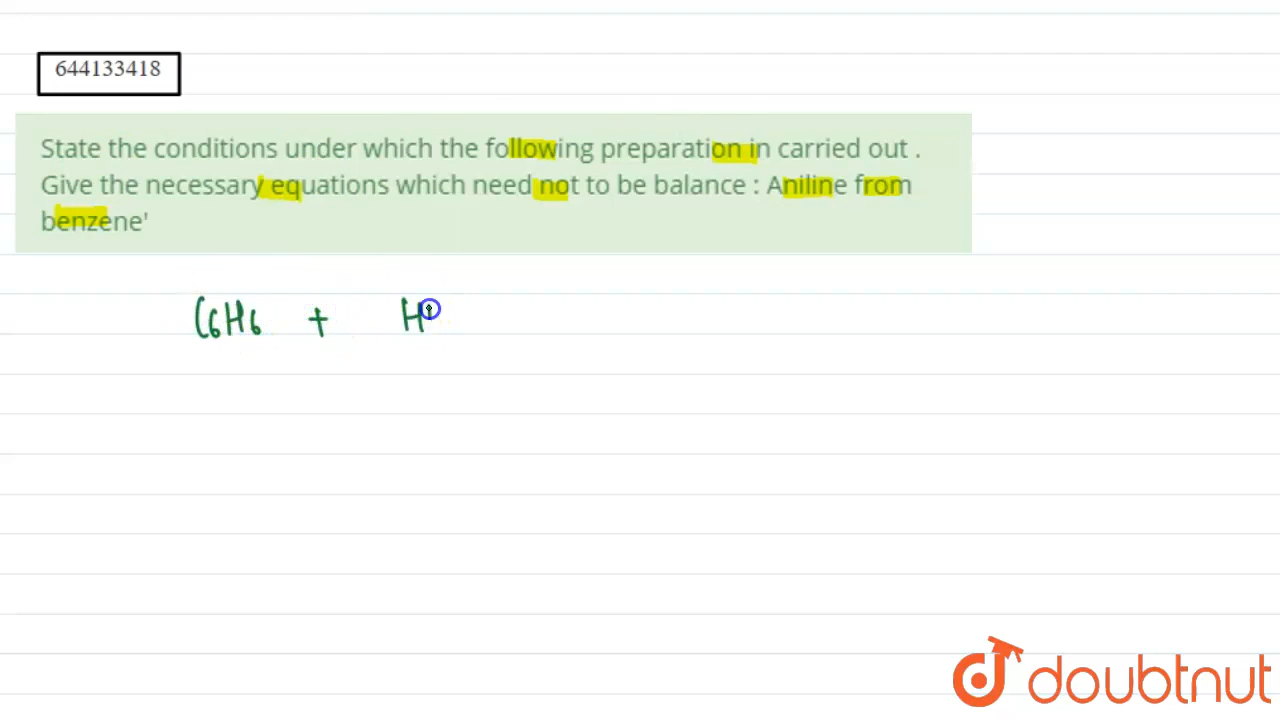 644133418
State the conditions under which the following preparation in carried out .
Give the necessary equations which need not to be balance : Aniline from
benzene'
C6H6 + H
doubtnut